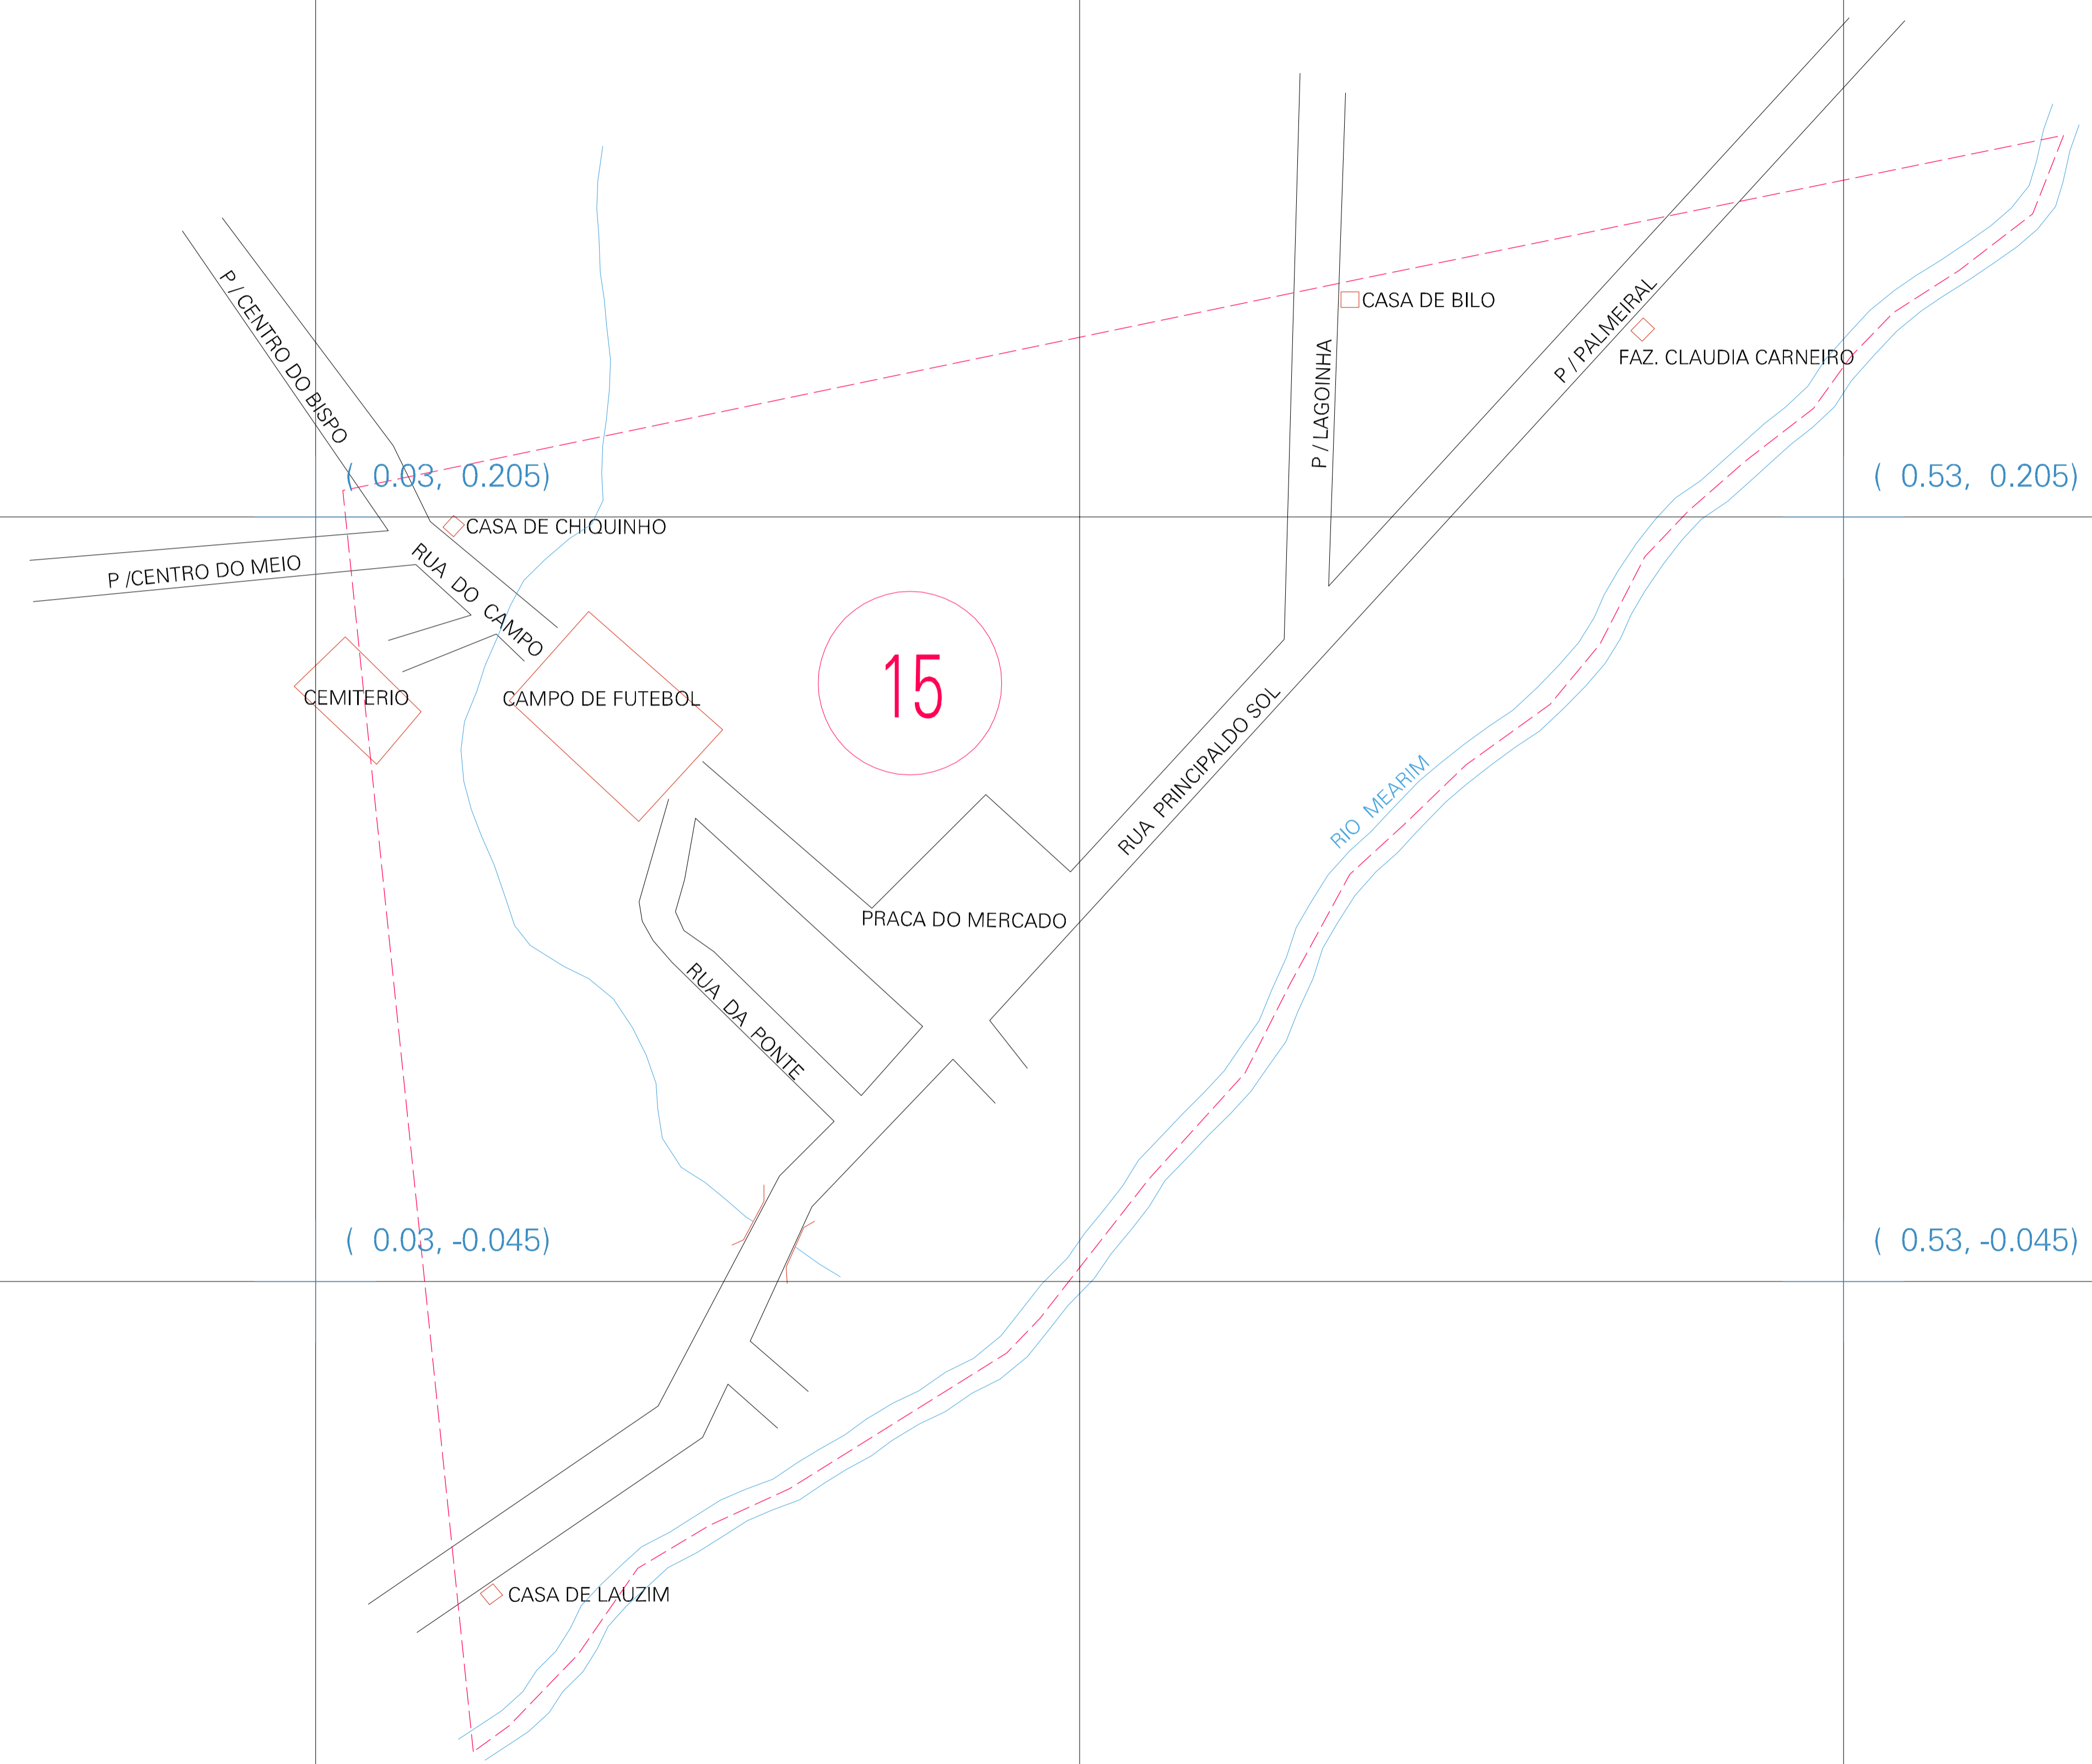 P / CENTRO DO BISPO
CASA DE BILO
P / PALMEIRAL
FAZ. CLAUDIA CARNEIRO
P / LAGOINHA
( 0.03, 0.205)
( 0.53, 0.205)
CASA DE CHIQUINHO
P /CENTRO DO MEIO
RUA DO CAMPO
CEMITERIO
CAMPO DE FUTEBOL
15
RUA PRINCIPALDO SOL
RIO MEARIM
PRACA DO MERCADO
RUA DA PONTE
( 0.03, -0.045)
( 0.53, -0.045)
CASA DE LAUZIM